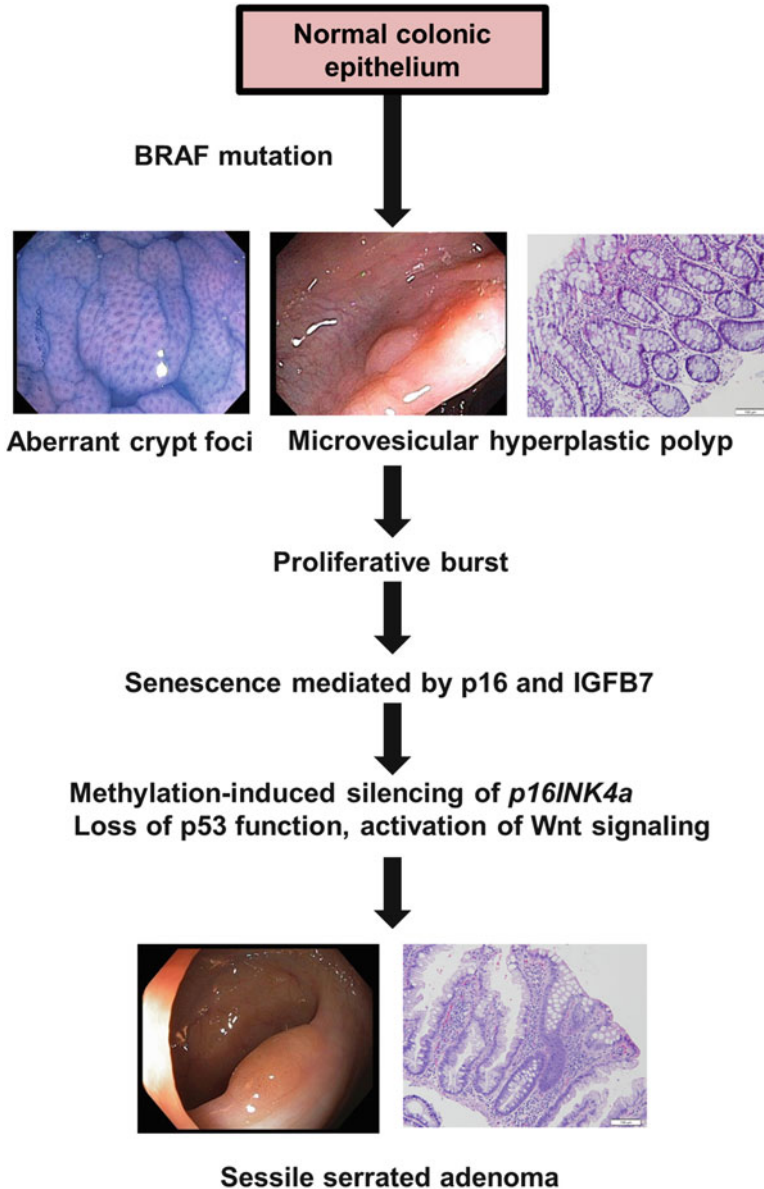 Normal colonic
epithelium
BRAF mutation
Aberrant crypt foci
Microvesicular hyperplastic polyp
Proliferative burst
Senescence mediated by p16 and IGFB7
Methylation-induced silencing of p16INK4a
Loss of p53 function, activation of Wnt signaling
Sessile serrated adenoma